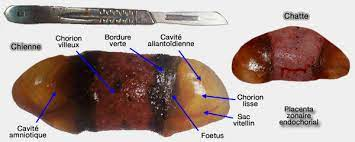 Chienne
Chorion
villeux
Bordure
verte
Cavité
allantoïdienne
Chatte
Chorion
lisse
Sac
vitellin
Foetus
Cavité
amniotique
Placenta
zonaire
endochorial